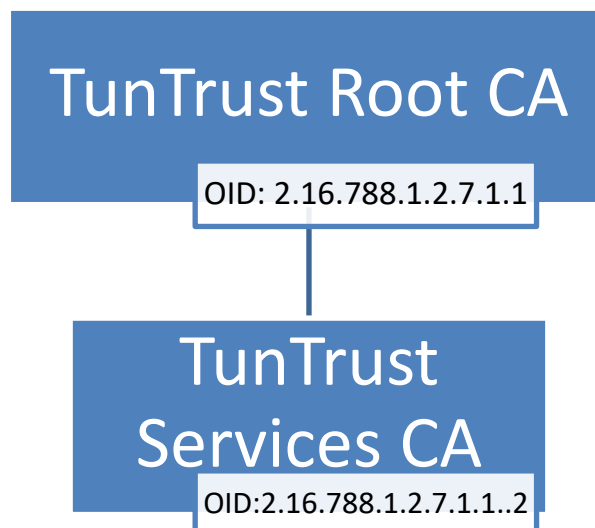 TunTrust Root CA
OID: 2.16.788.1.2.7.1.1
TunTrust
Services CA
OID:2.16.788.1.2.7.1.1..2